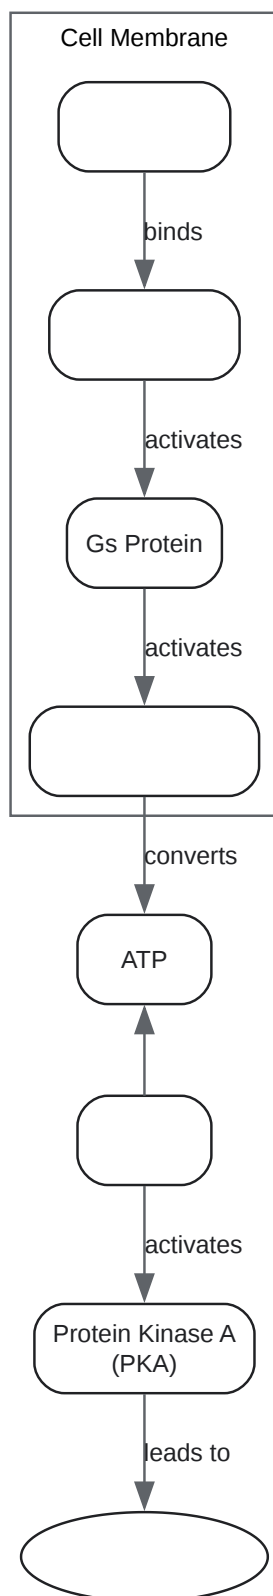 Cell Membrane
binds
activates
Gs Protein
activates
converts
ATP
activates
Protein Kinase A
(PKA)
leads to